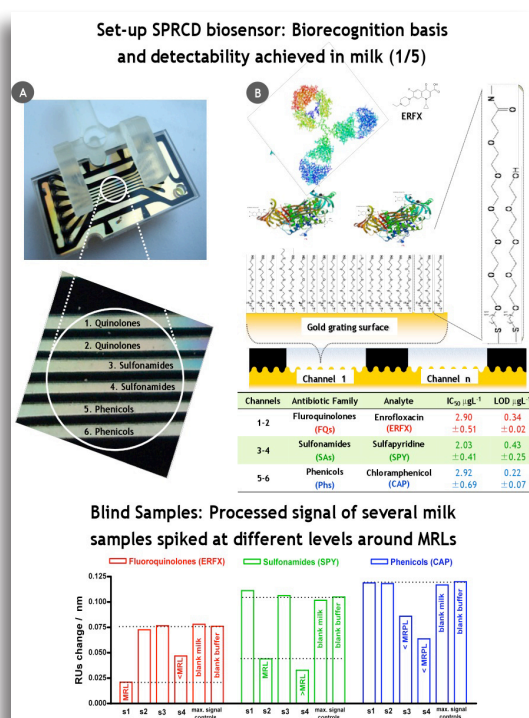 Set-up SPRCD biosensor: Biorecognition basis
and detectability achieved in milk (1/5)
A
B
ERFX
1. Quinolones
2. Quinolones
3. Sulfonamides
4. Sulfonamides
5. Phenicols
6. Phenicols
Gold grating surface
Channel 1
Channel n
Channels Antibiotic Family Analyte IC50 µgL-1 LOD µgL-1
1-2 Fluroquinolones (FQs) Enrofloxacin (ERFX) 2.90 ±0.51 0.34 ±0.02
3-4 Sulfonamides (SAs) Sulfapyridine (SPY) 2.03 ±0.41 0.43 ±0.25
5-6 Phenicols (Phs) Chloramphenicol (CAP) 2.92 ±0.69 0.22 ±0.07
Blind Samples: Processed signal of several milk
samples spiked at different levels around MRLs
Fluoroquinolones (ERFX) Sulfonamides (SPY) Phenicols (CAP)
RUs change / nm
0.125
0.100
0.075
0.050
0.025
0.000
MRL
<MRL
blank milk
blank buffer
MRL
>MRL
blank milk
blank buffer
< MRPL
< MRPL
blank milk
blank buffer
s1 s2 s3 s4 max. signal controls s1 s2 s3 s4 max. signal controls s1 s2 s3 s4 max. signal controls